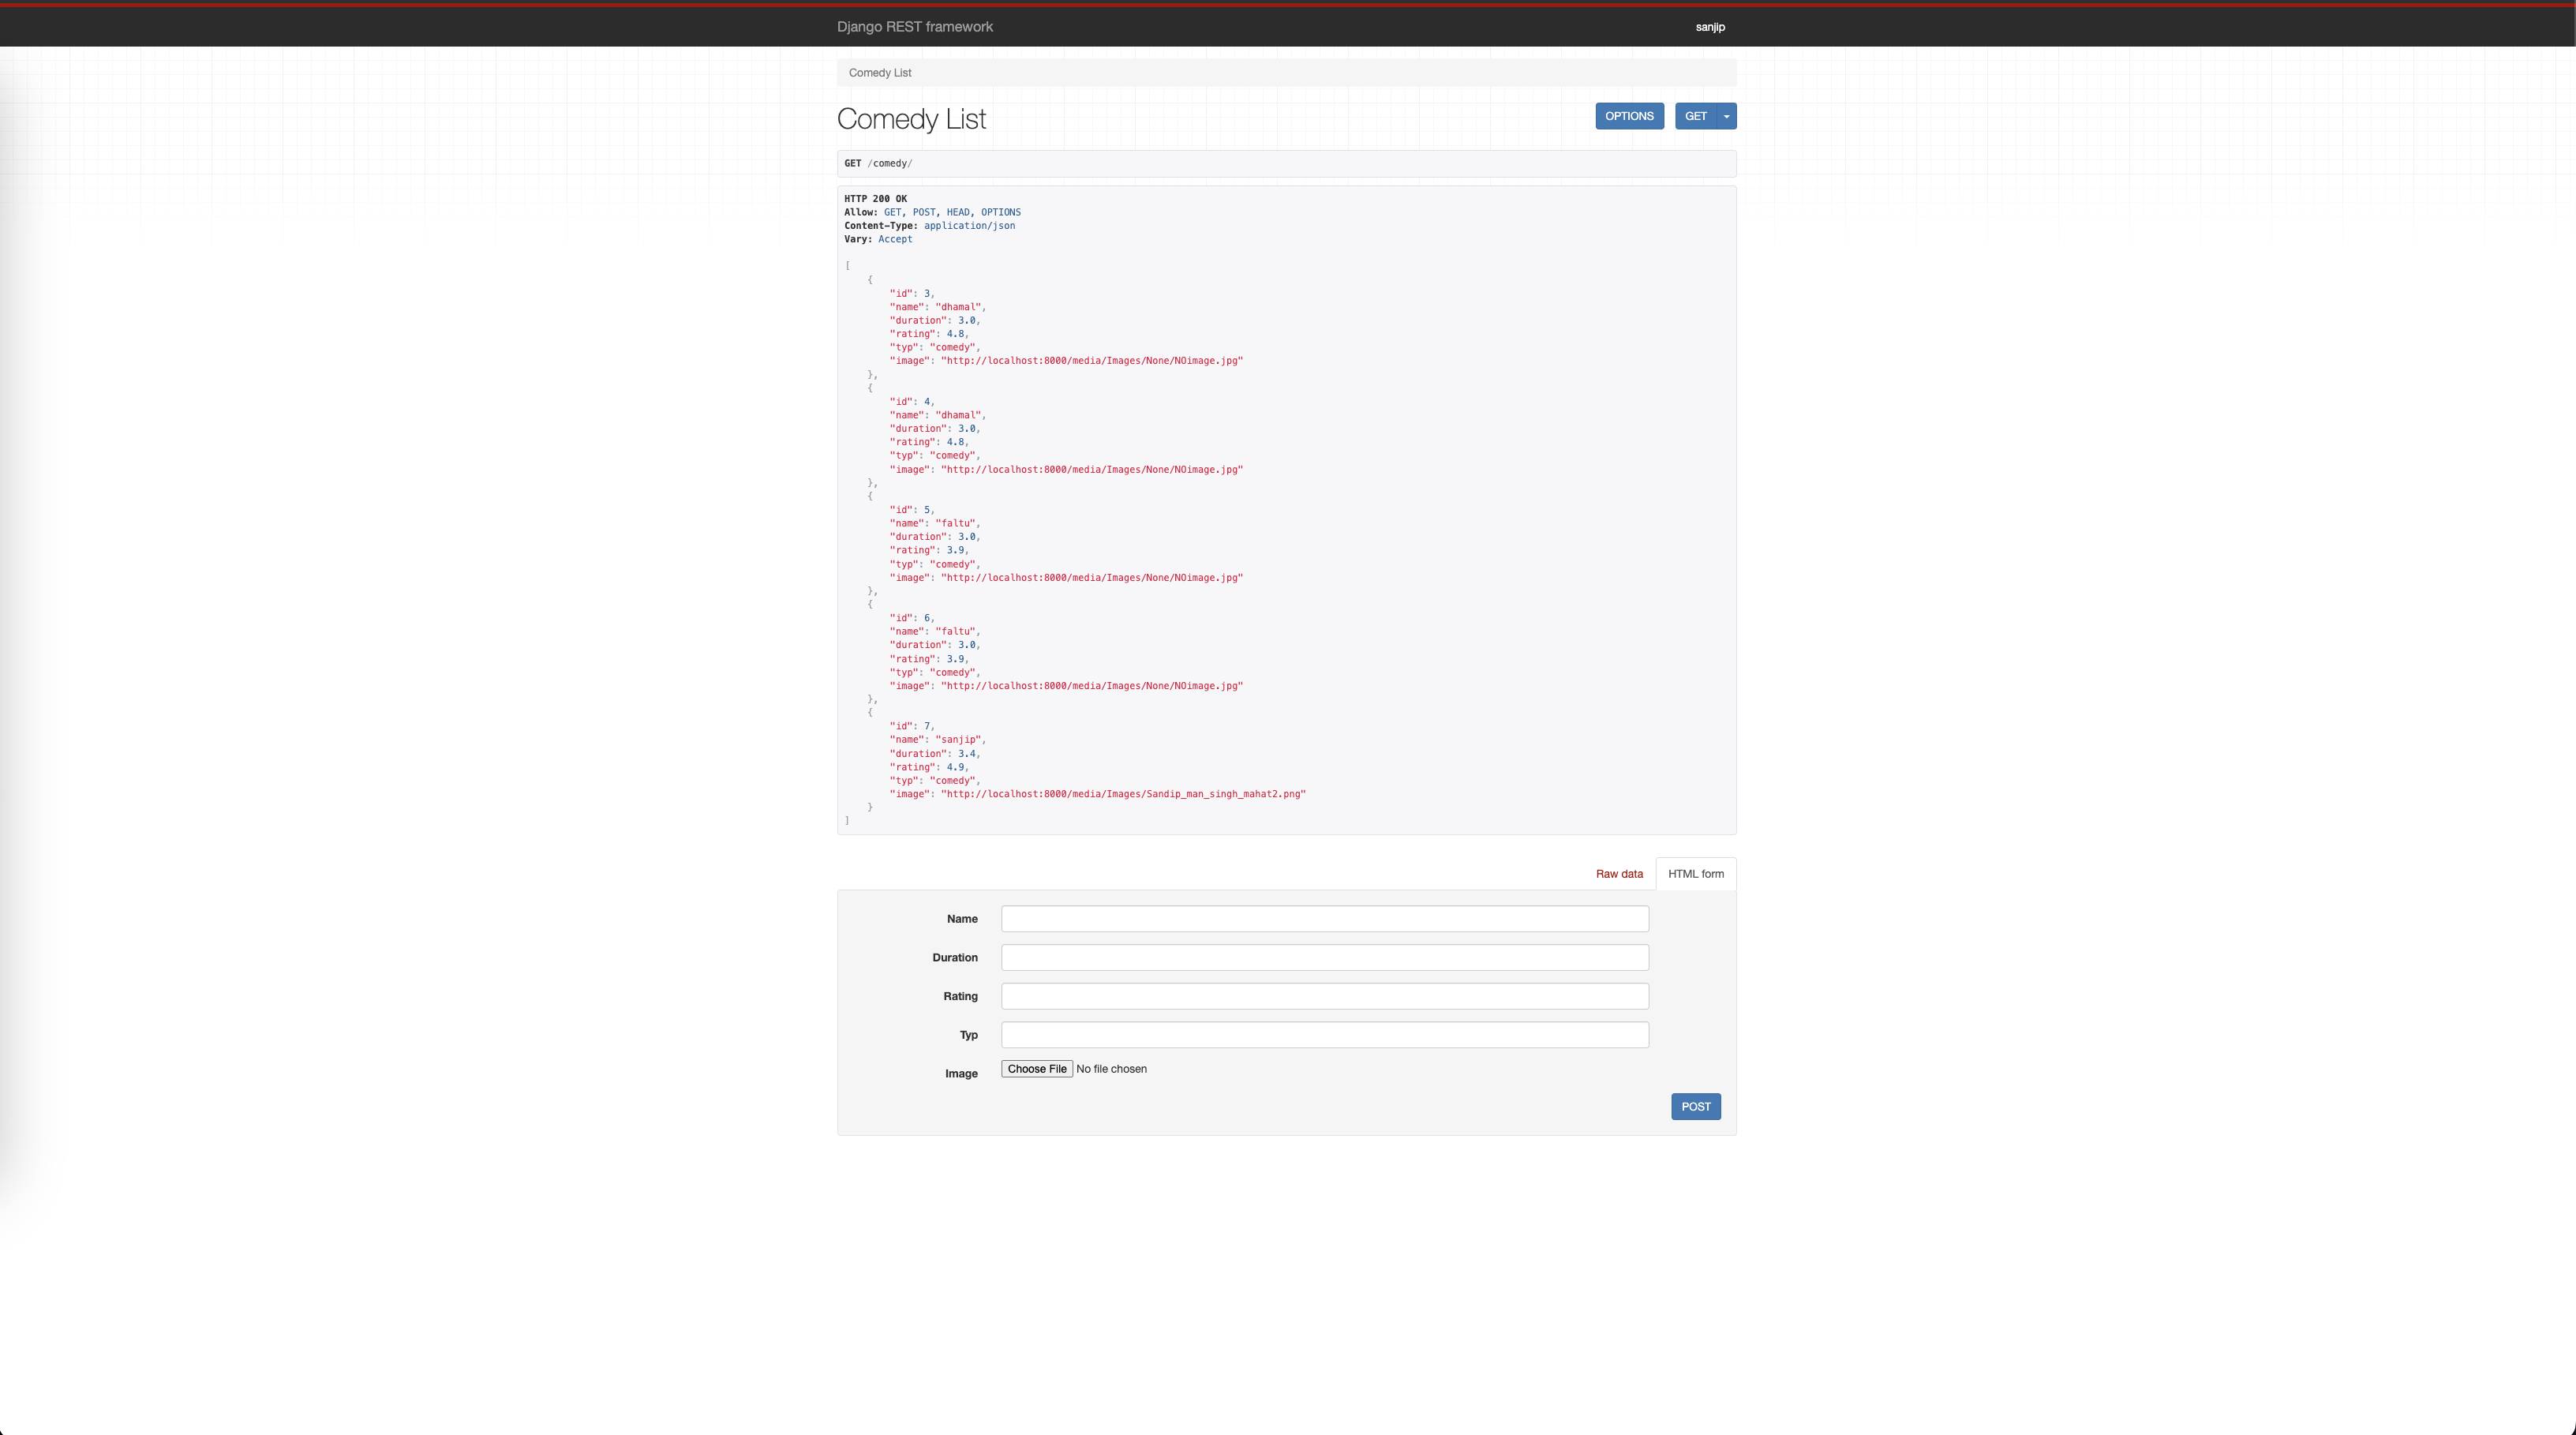 Django REST framework
sanjip
Comedy List
Comedy List
OPTIONS
GET
GET /comedy/
HTTP 200 OK
Allow: GET, POST, HEAD, OPTIONS
Content-Type: application/json
Vary: Accept
[
{
"id": 3,
"name": "dhamal",
"duration": 3.0,
"rating": 4.8,
"typ": "comedy",
"image": "http://localhost:8000/media/Images/None/NOimage.jpg"
},
{
"id": 4,
"name": "dhamal",
"duration": 3.0,
"rating": 4.8,
"typ": "comedy",
"image": "http://localhost:8000/media/Images/None/NOimage.jpg"
},
{
"id": 5,
"name": "faltu",
"duration": 3.0,
"rating": 3.9,
"typ": "comedy",
"image": "http://localhost:8000/media/Images/None/NOimage.jpg"
},
{
"id": 6,
"name": "faltu",
"duration": 3.0,
"rating": 3.9,
"typ": "comedy",
"image": "http://localhost:8000/media/Images/None/NOimage.jpg"
},
{
"id": 7,
"name": "sanjip",
"duration": 3.4,
"rating": 4.9,
"typ": "comedy",
"image": "http://localhost:8000/media/Images/Sandip_man_singh_mahat2.png"
}
]
Raw data
HTML form
Name
Duration
Rating
Typ
Image
Choose File No file chosen
POST